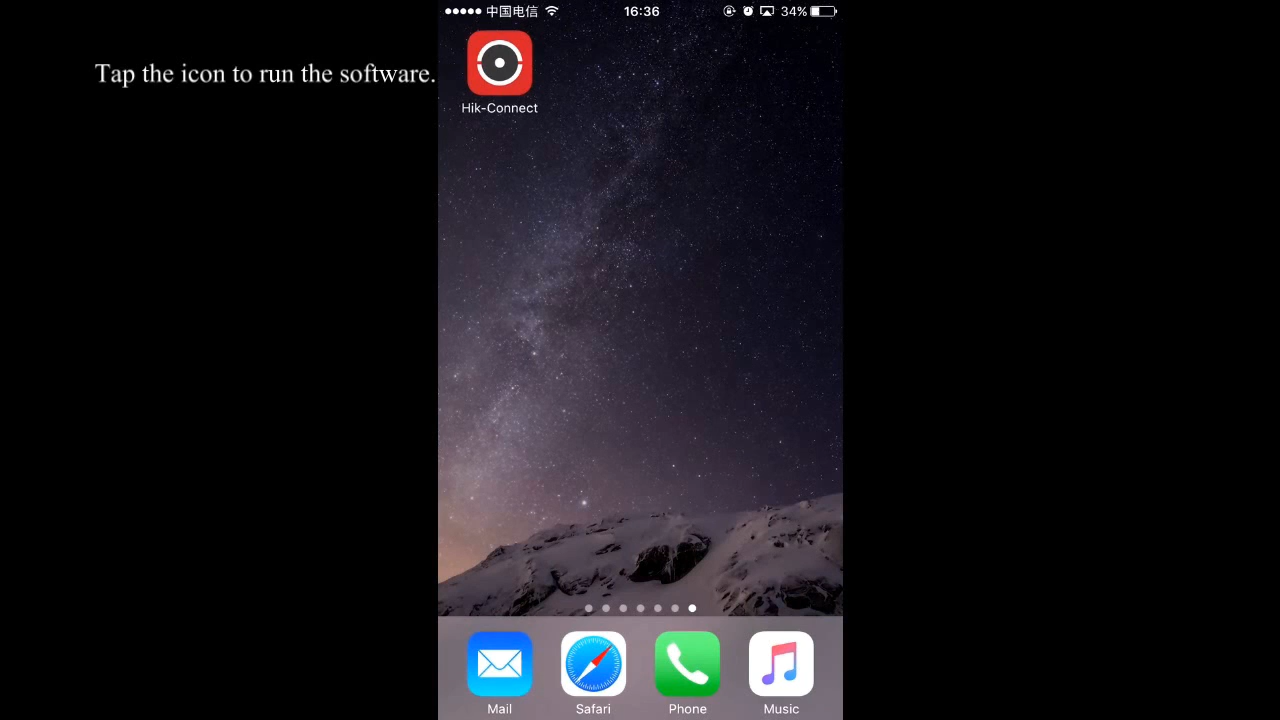 中国电信 16:36 34%
Tap the icon to run the software.
Hik-Connect
Mail Safari Phone Music